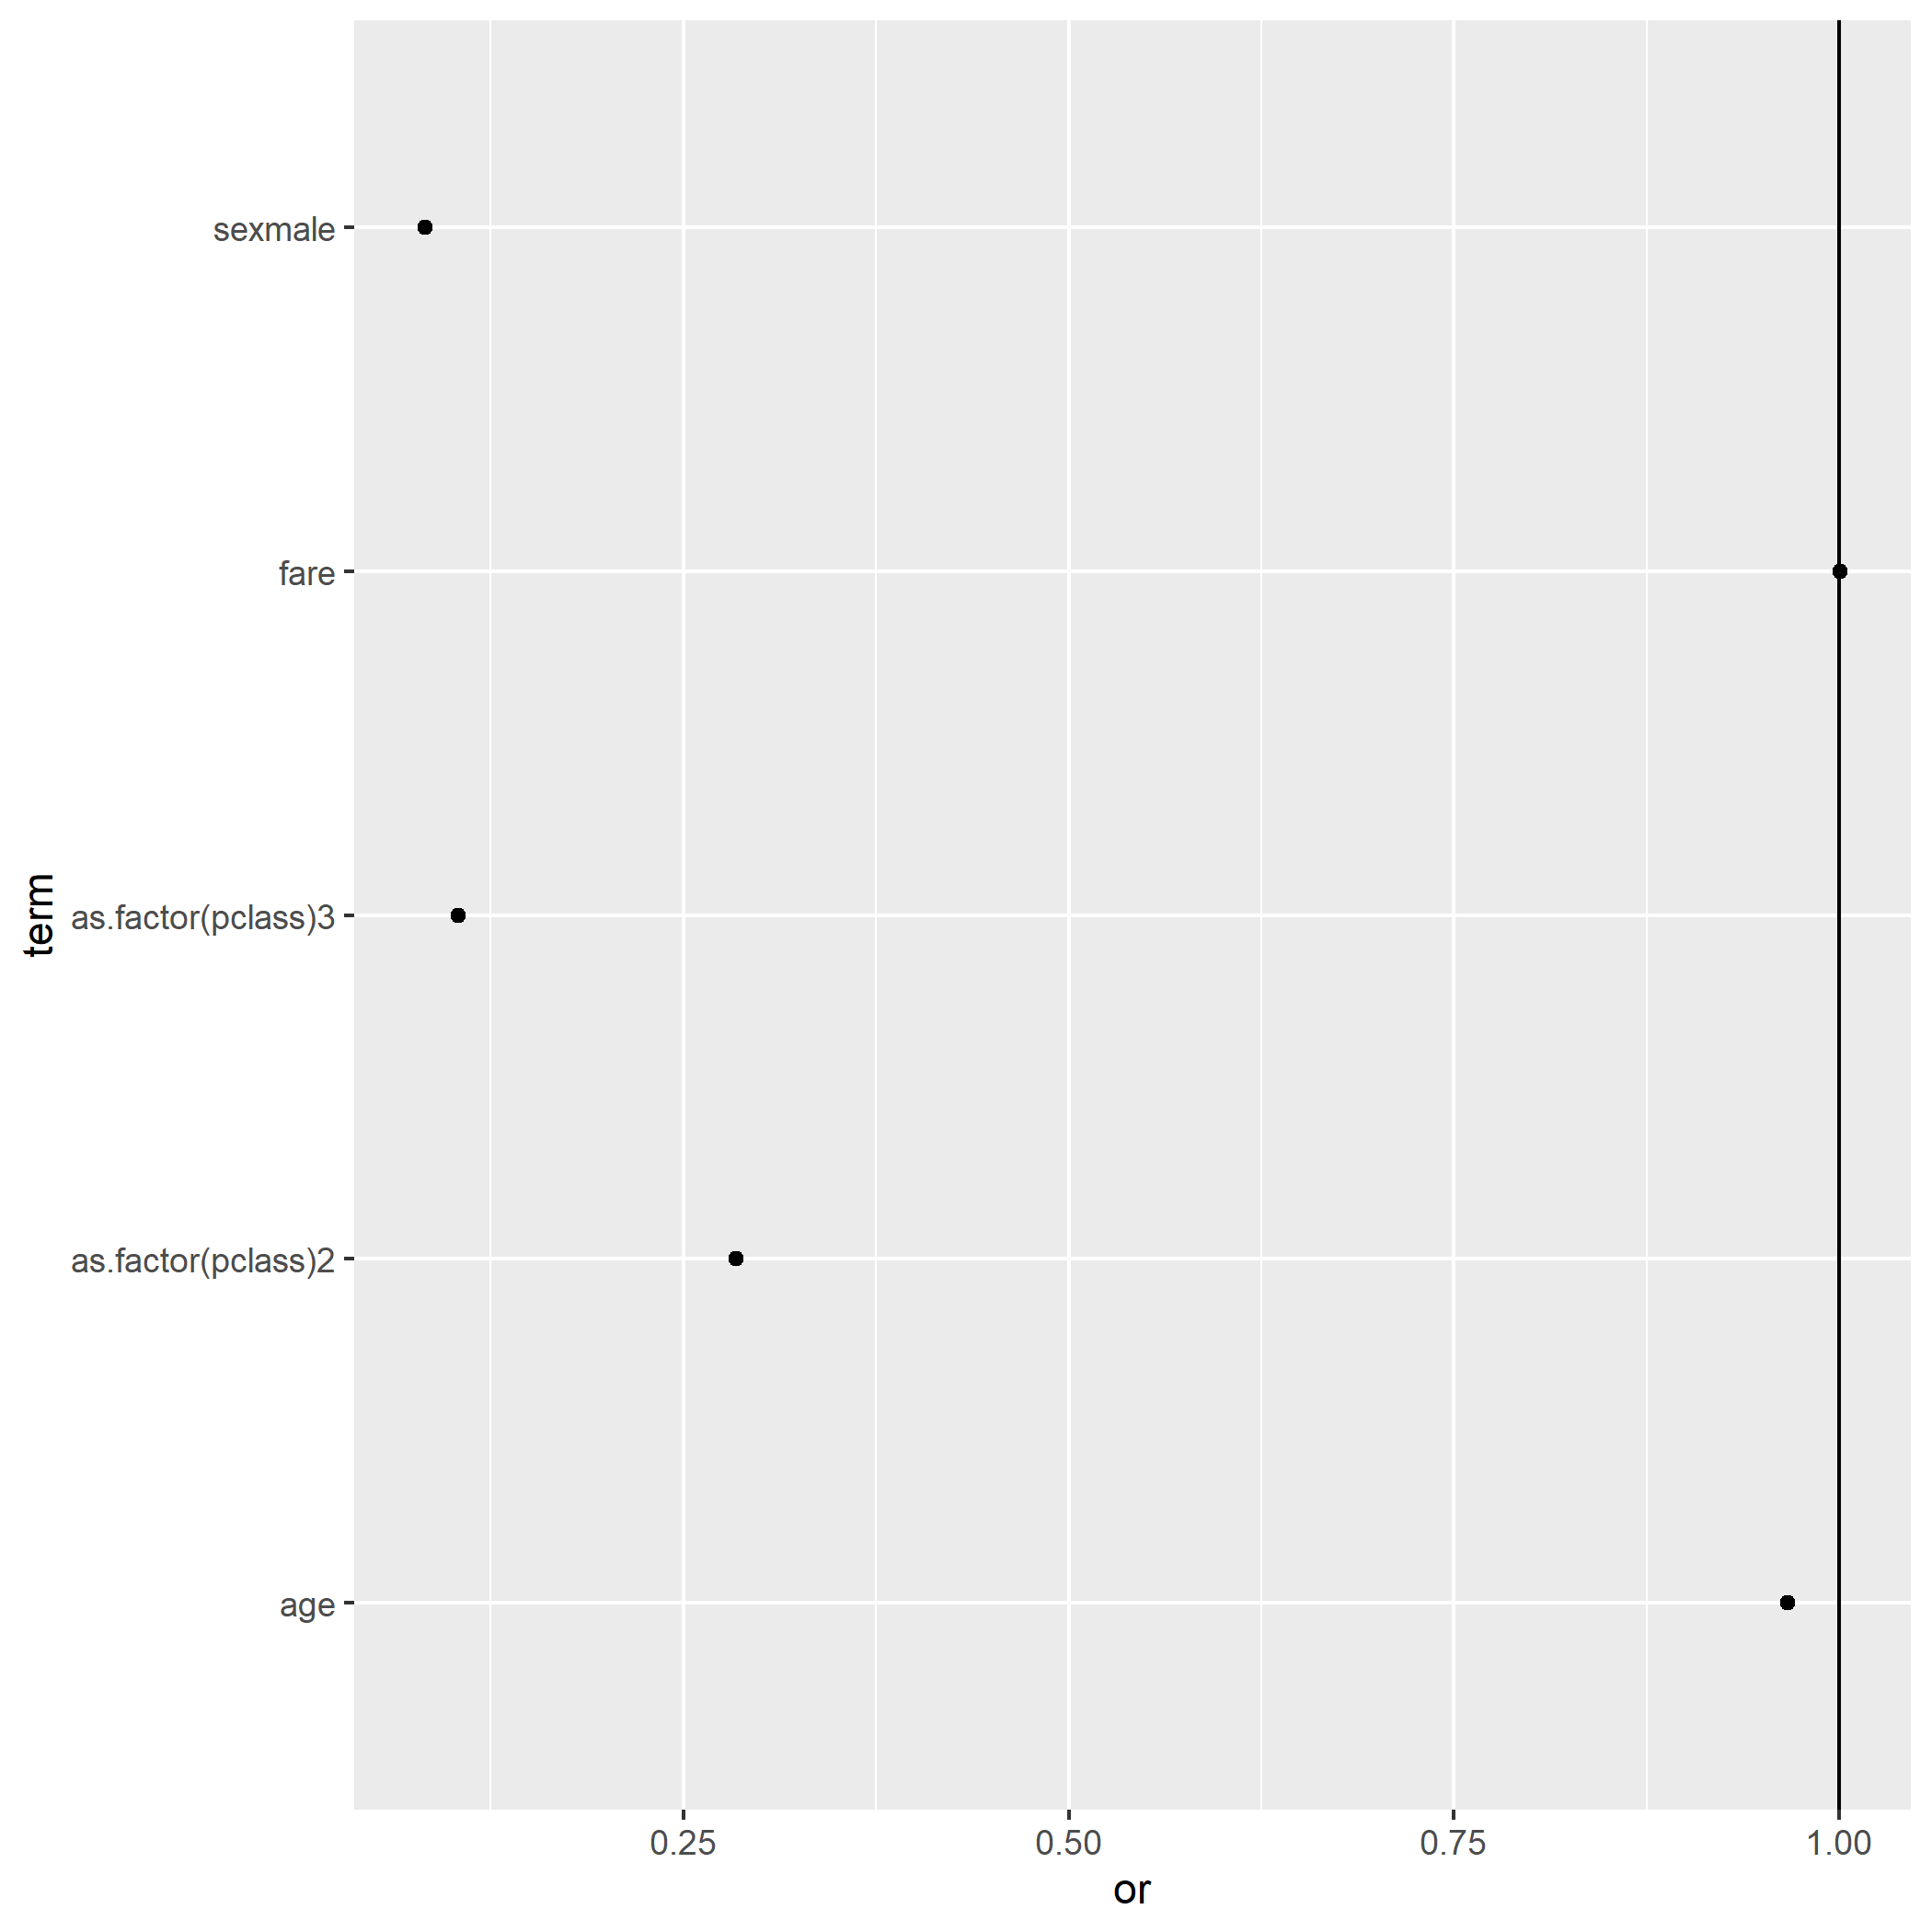 sexmale
fare
as.factor(pclass)3
as.factor(pclass)2
age
term
0.25 0.50 0.75 1.00
or